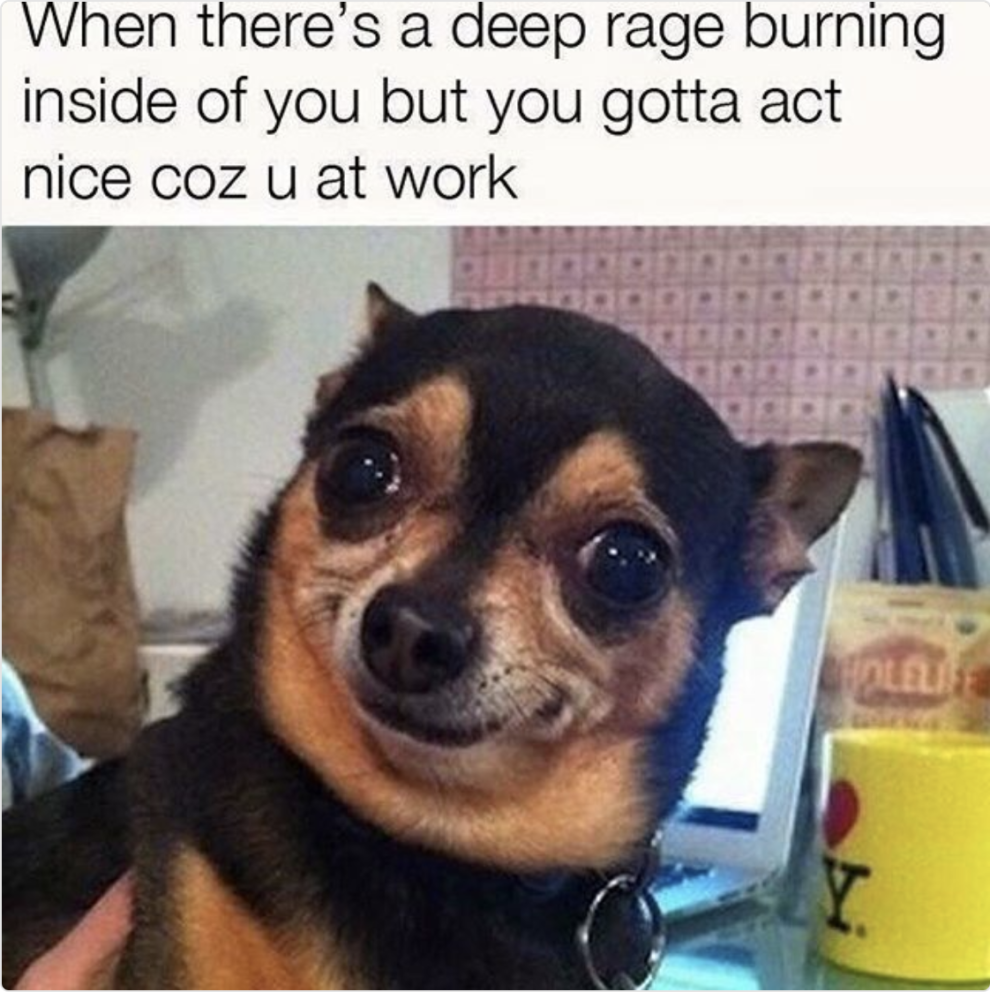 When there's a deep rage burning
inside of you but you gotta act
nice coz u at work
Y.